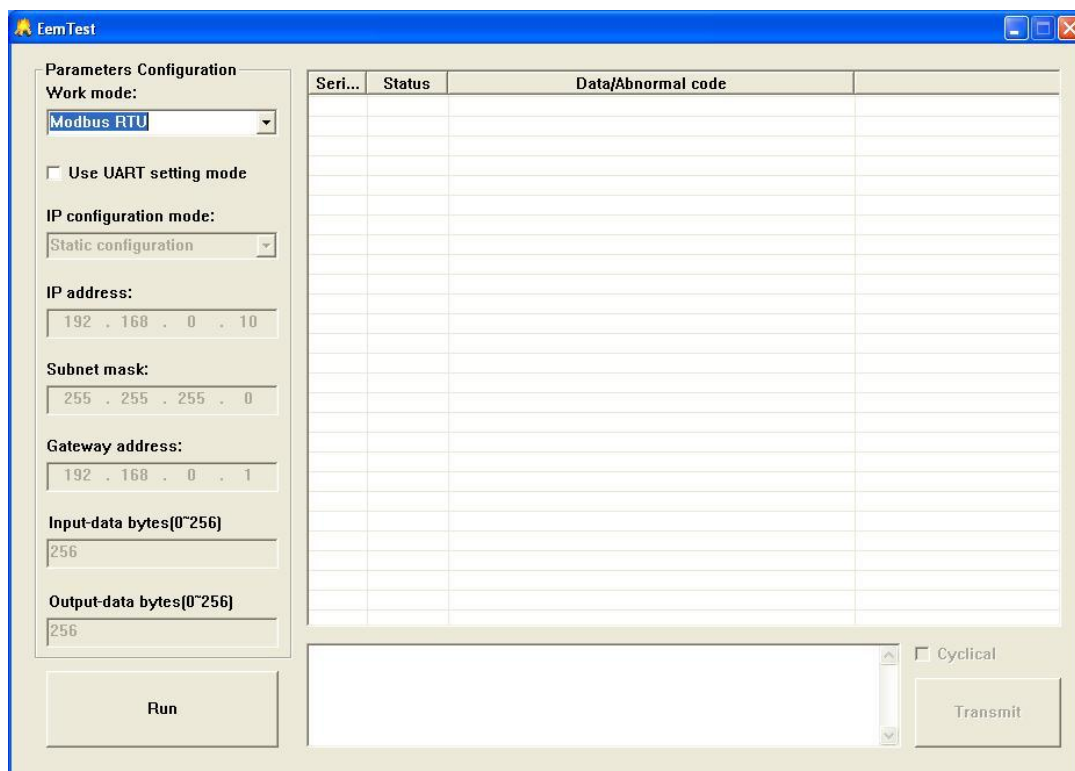 EemTest
Parameters Configuration
Work mode:
Modbus RTU
Use UART setting mode
IP configuration mode:
Static configuration
IP address:
192 . 168 . 0 . 10
Subnet mask:
255 . 255 . 255 . 0
Gateway address:
192 . 168 . 0 . 1
Input-data bytes(0~256)
256
Output-data bytes(0~256)
256
Run
Seri... Status Data/Abnormal code
Cyclical
Transmit